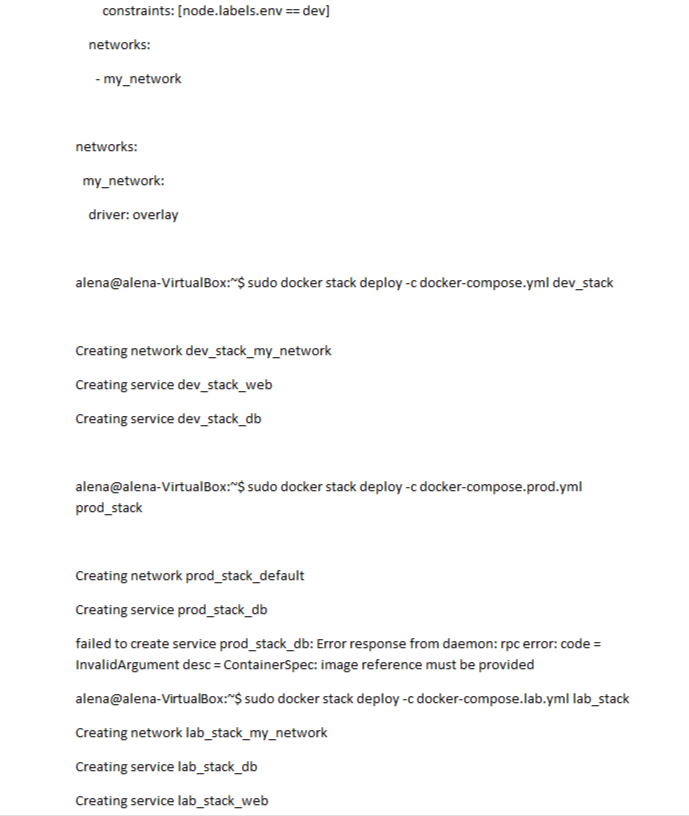 constraints: [node.labels.env == dev]
networks:
- my_network
networks:
my_network:
driver: overlay
alena@alena-VirtualBox:~$ sudo docker stack deploy -c docker-compose.yml dev_stack
Creating network dev_stack_my_network
Creating service dev_stack_web
Creating service dev_stack_db
alena@alena-VirtualBox:~$ sudo docker stack deploy -c docker-compose.prod.yml
prod_stack
Creating network prod_stack_default
Creating service prod_stack_db
failed to create service prod_stack_db: Error response from daemon: rpc error: code =
InvalidArgument desc = ContainerSpec: image reference must be provided
alena@alena-VirtualBox:~$ sudo docker stack deploy -c docker-compose.lab.yml lab_stack
Creating network lab_stack_my_network
Creating service lab_stack_db
Creating service lab_stack_web